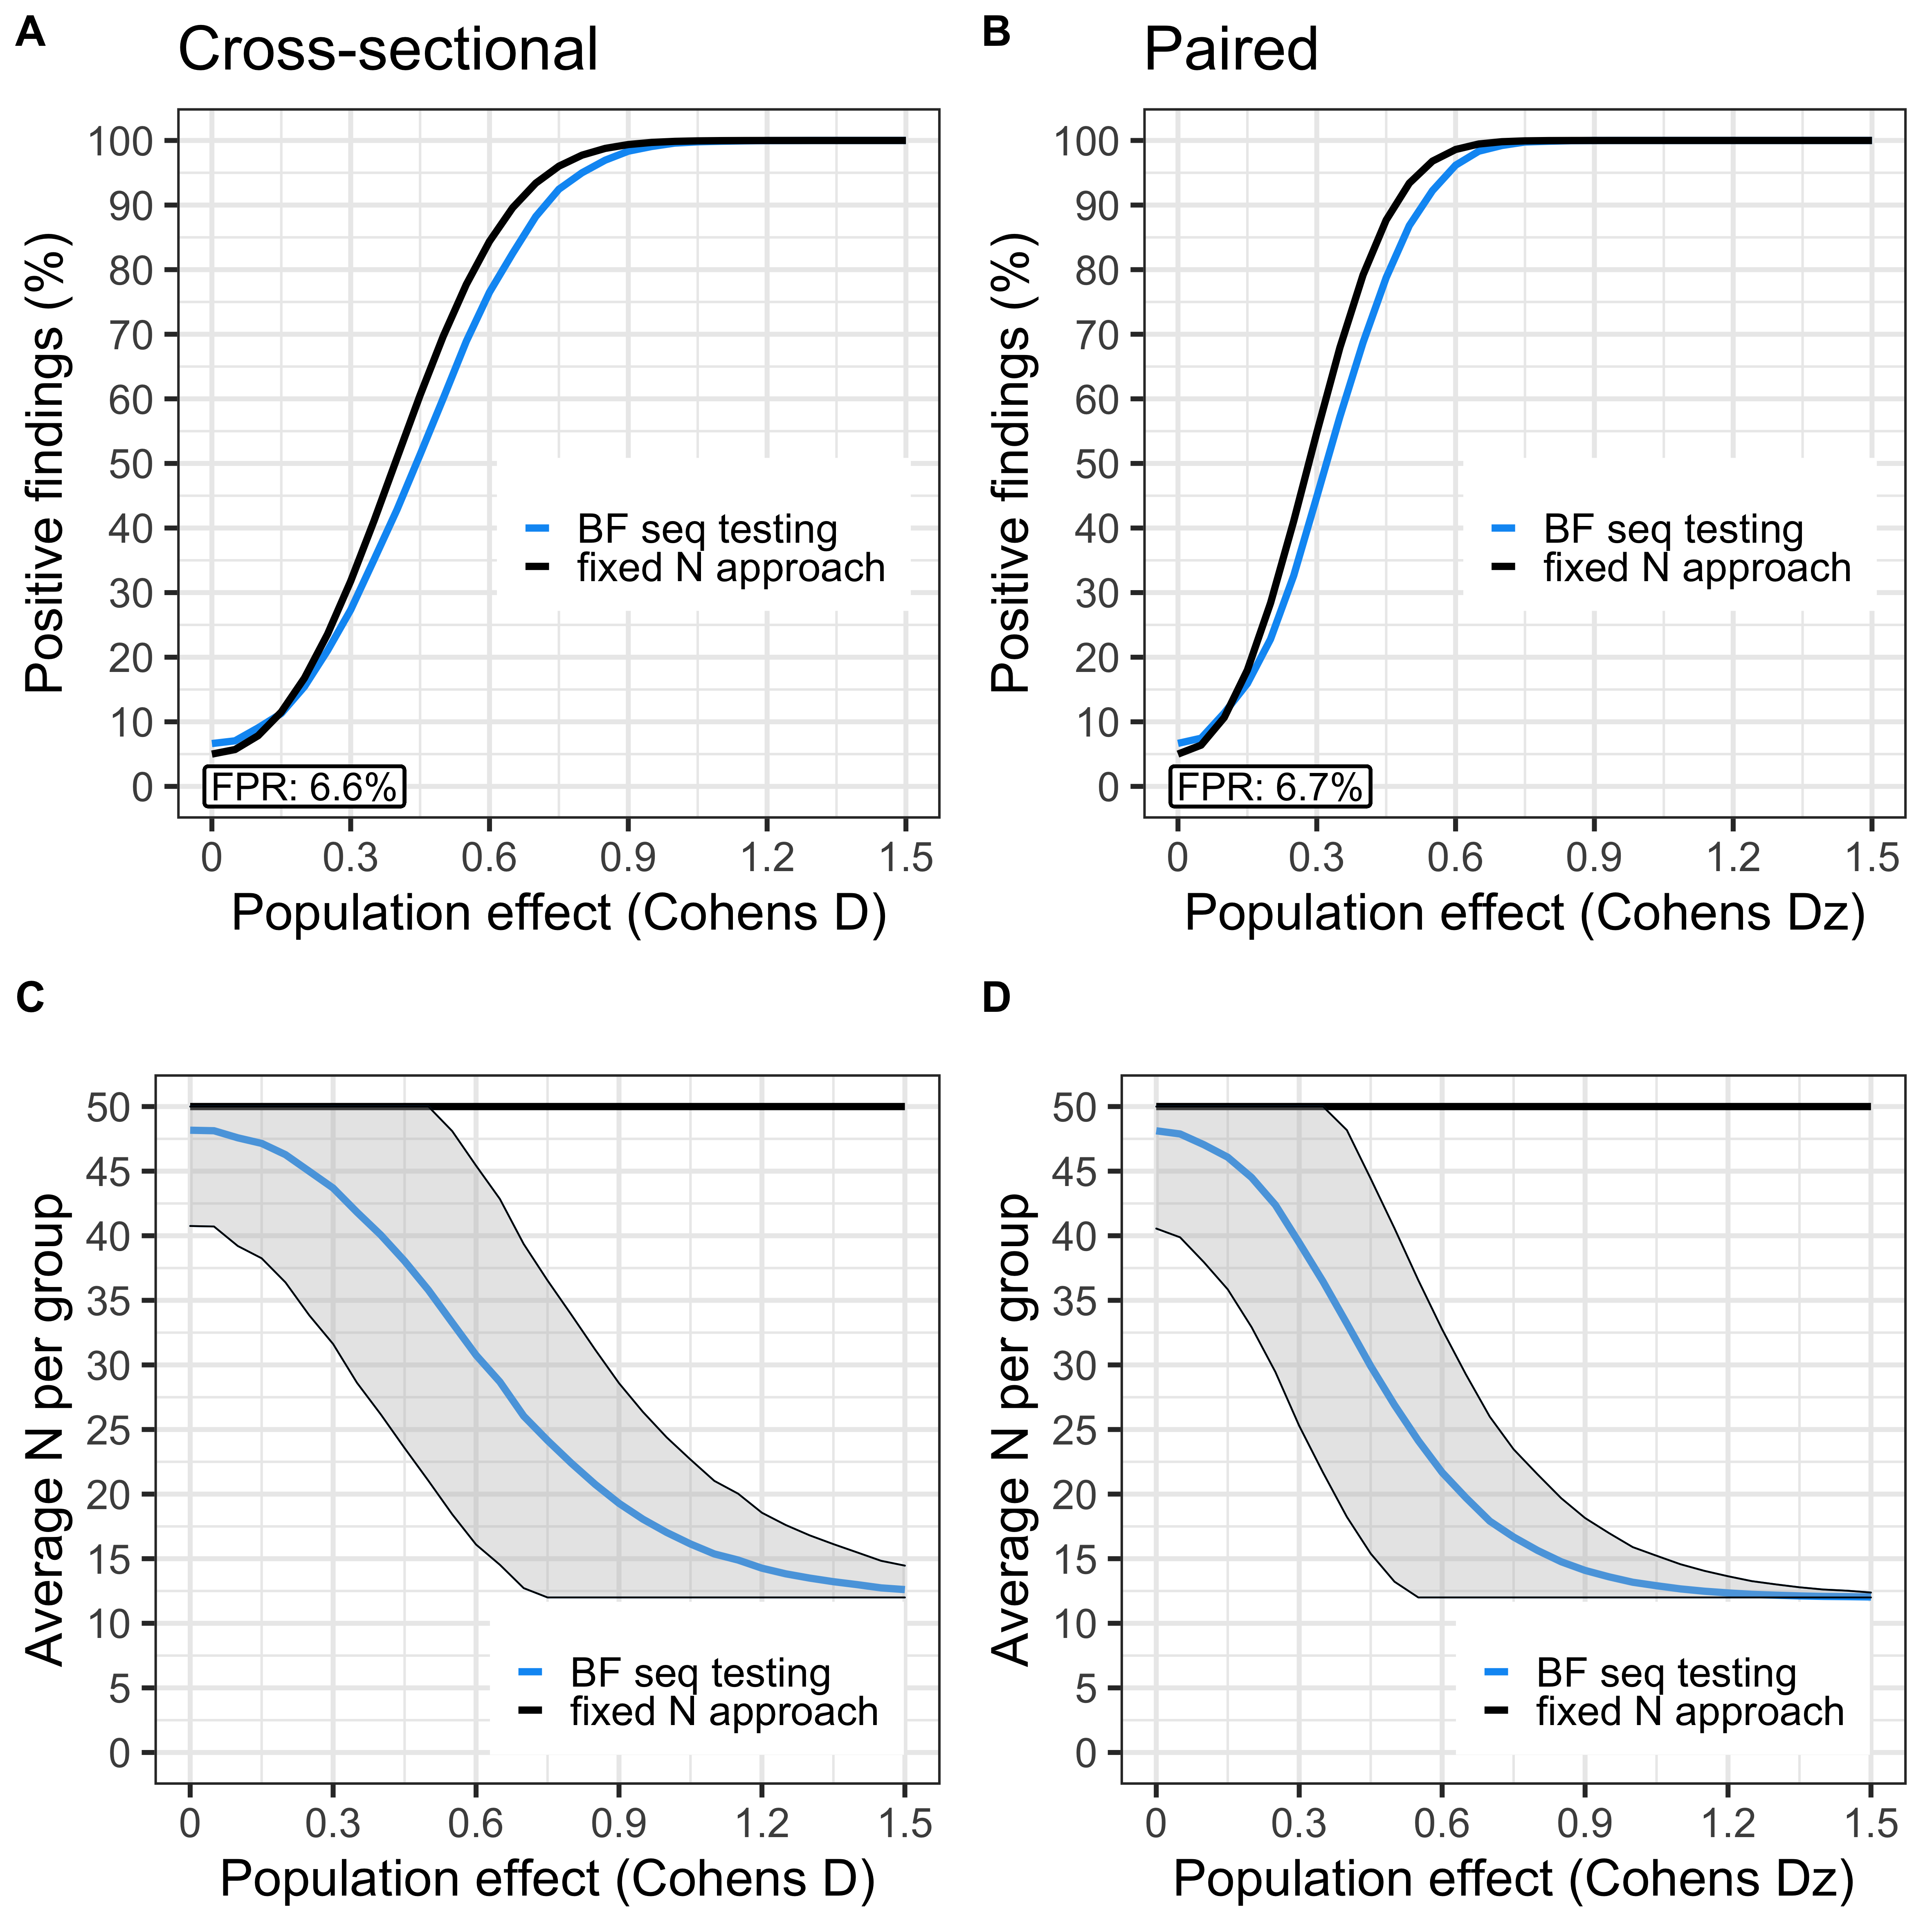 A
Cross-sectional
Positive findings (%)
100
90
80
70
60
50
40
30
20
10
0
BF seq testing
fixed N approach
FPR: 6.6%
0 0.3 0.6 0.9 1.2 1.5
Population effect (Cohens D)
B
Paired
Positive findings (%)
100
90
80
70
60
50
40
30
20
10
0
BF seq testing
fixed N approach
FPR: 6.7%
0 0.3 0.6 0.9 1.2 1.5
Population effect (Cohens Dz)
C
Average N per group
50
45
40
35
30
25
20
15
10
5
0
BF seq testing
fixed N approach
0 0.3 0.6 0.9 1.2 1.5
Population effect (Cohens D)
D
Average N per group
50
45
40
35
30
25
20
15
10
5
0
BF seq testing
fixed N approach
0 0.3 0.6 0.9 1.2 1.5
Population effect (Cohens Dz)